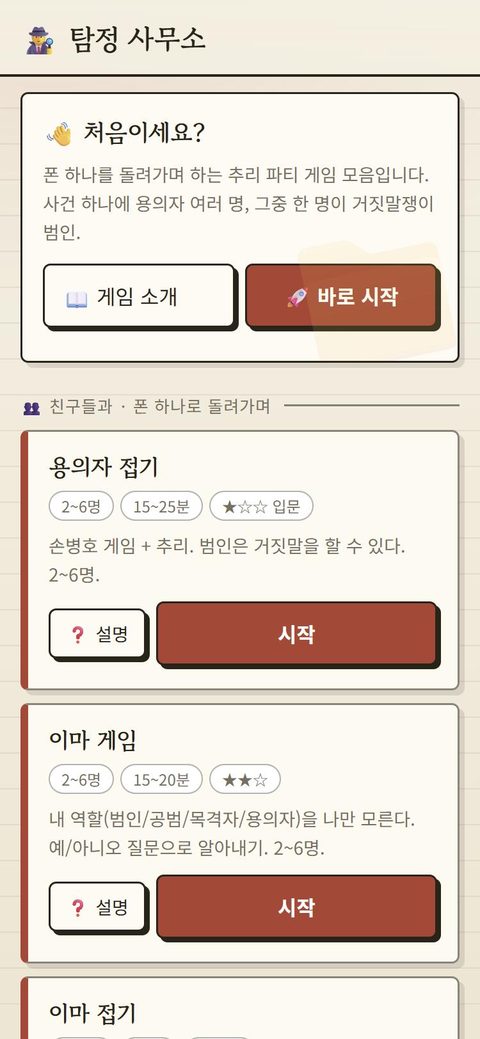 탐정 사무소
처음이세요?
폰 하나를 돌려가며 하는 추리 파티 게임 모음입니다.
사건 하나에 용의자 여러 명, 그중 한 명이 거짓말쟁이
범인.
게임 소개
바로 시작
친구들과 · 폰 하나로 돌려가며
용의자 접기
2~6명
15~25분
★☆☆ 입문
손병호 게임 + 추리. 범인은 거짓말을 할 수 있다.
2~6명.
❓ 설명
시작
이마 게임
2~6명
15~20분
★★☆
내 역할(범인/공범/목격자/용의자)을 나만 모른다.
예/아니오 질문으로 알아내기. 2~6명.
❓ 설명
시작
이마 접기